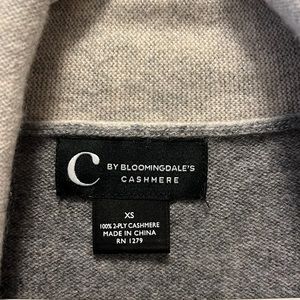 C BY BLOOMINGDALE'S
CASHMERE
XS
100% 2-PLY CASHMERE
MADE IN CHINA
RN 1279